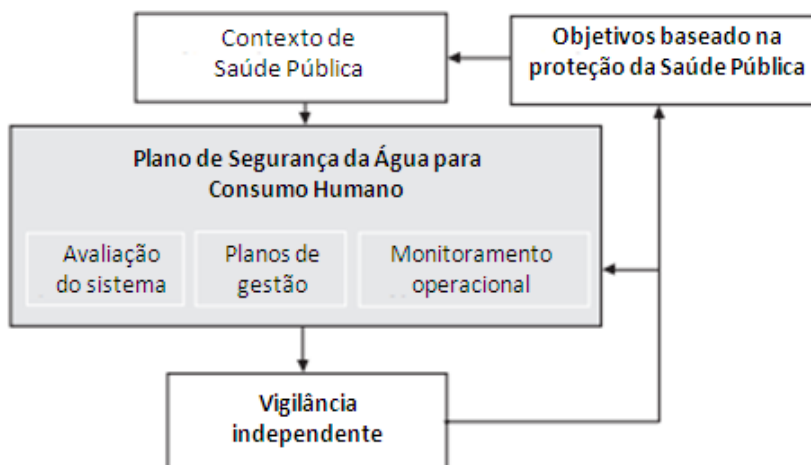 Contexto de
Saúde Pública
Objetivos baseado na
proteção da Saúde Pública
Plano de Segurança da Água para
Consumo Humano
Avaliação
do sistema
Planos de
gestão
Monitoramento
operacional
Vigilância
independente